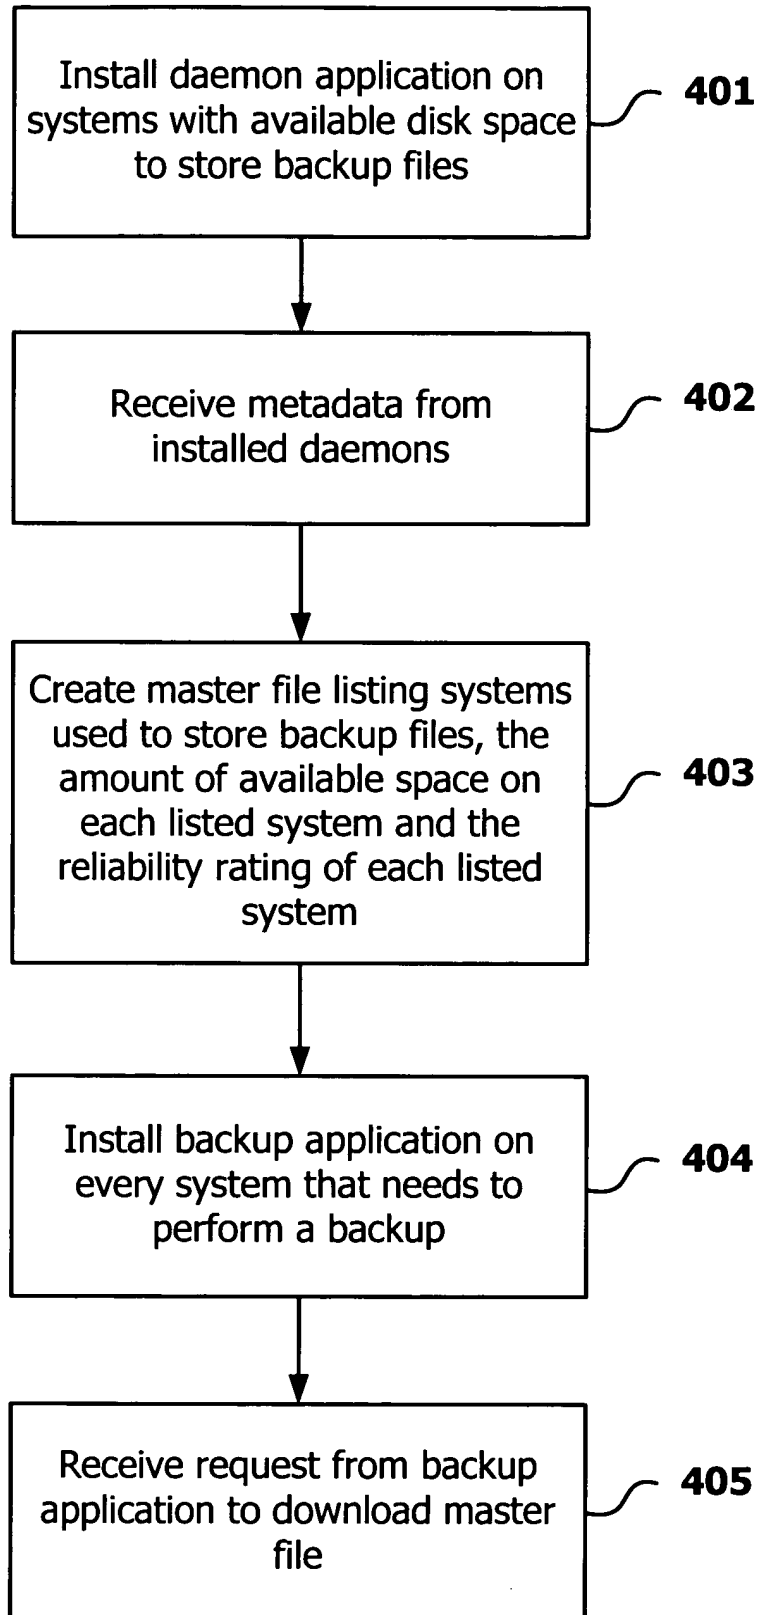 Install daemon application on
systems with available disk space
to store backup files
401
Receive metadata from
installed daemons
402
Create master file listing systems
used to store backup files, the
amount of available space on
each listed system and the
reliability rating of each listed
system
403
Install backup application on
every system that needs to
perform a backup
404
Receive request from backup
application to download master
file
405